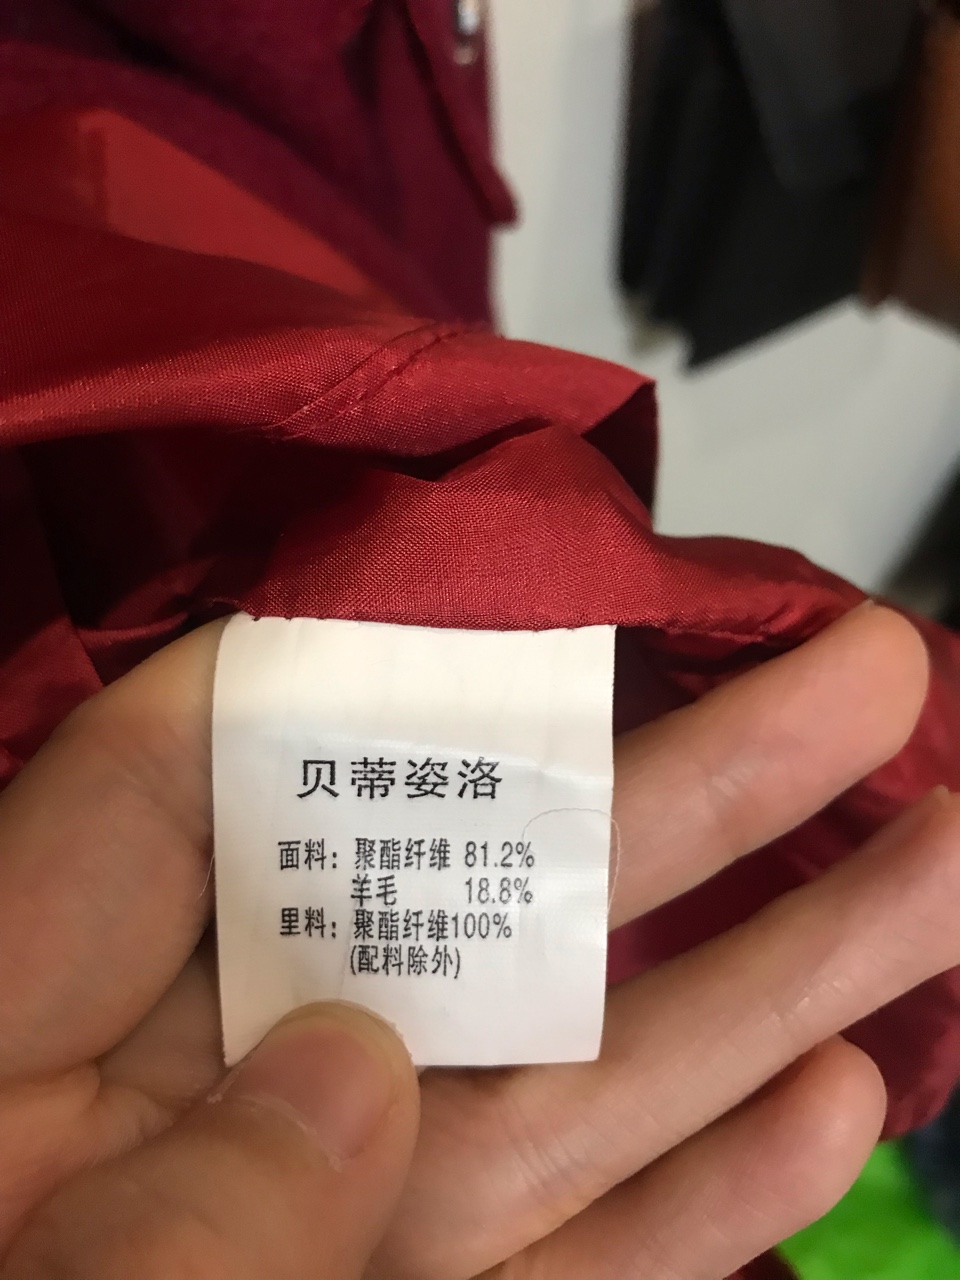 贝蒂姿洛
面料：聚酯纤维 81.2%
羊毛 18.8%
里料：聚酯纤维100%
(配料除外)